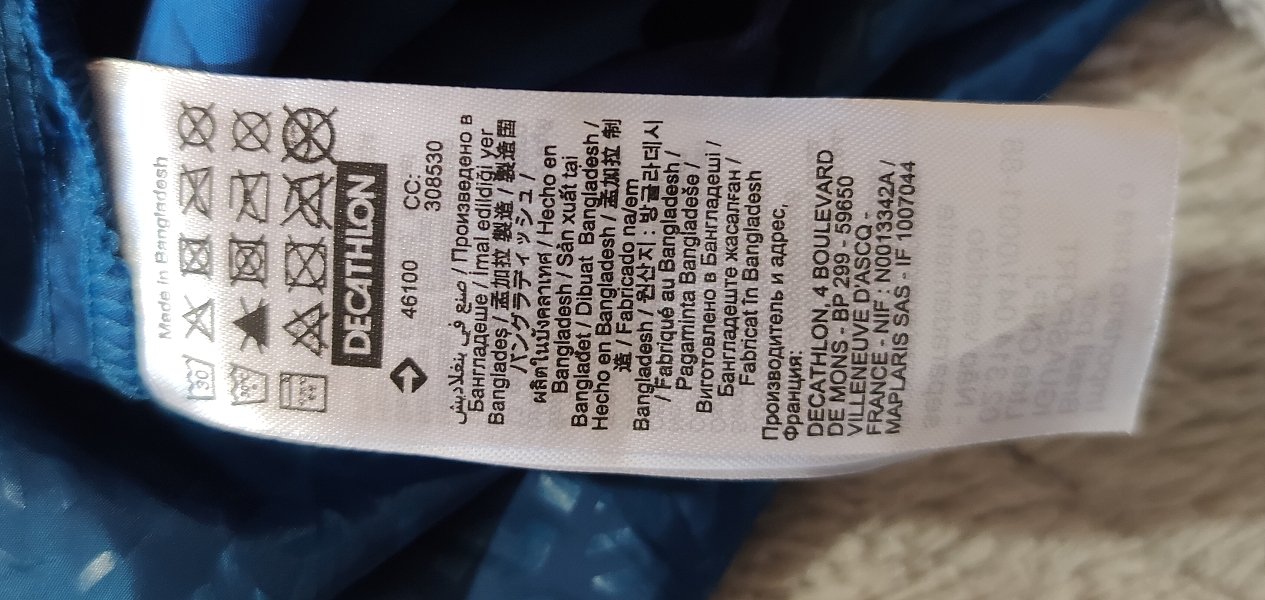 Made in Bangladesh
30
DECATHLON
46100 CC:
308530
صنع في بنغلاديش / Произведено в
Бангладеше / İmal edildiği yer
Bangladeş / 孟加拉 製造 / 製造国
バングラディッシュ /
ผลิตในบังคลาเทศ / Hecho en
Bangladesh / Sản xuất tại
Bangladet / Dibuat Bangladesh /
Hecho en Bangladesh / 孟加拉 制
造 / Fabricado na/em
Bangladesh / 원산지 : 방글라데시
/ Fabriqué au Bangladesh /
Pagaminta Bangladeše /
Виготовлено в Бангладеші /
Бангладеште жасалған /
Fabricat în Bangladesh
Производитель и адрес,
Франция:
DECATHLON, 4 BOULEVARD
DE MONS - BP 299 - 59650
VILLENEUVE D'ASCQ -
FRANCE - NIF : N0013342A /
MAPLARIS SAS - IF 1007044